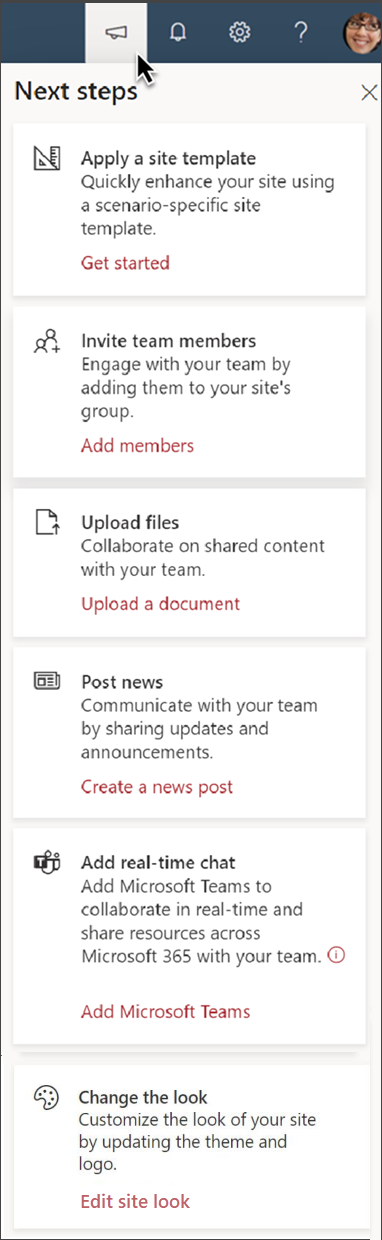 Next steps
Apply a site template
Quickly enhance your site using
a scenario-specific site
template.
Get started
Invite team members
Engage with your team by
adding them to your site's
group.
Add members
Upload files
Collaborate on shared content
with your team.
Upload a document
Post news
Communicate with your team
by sharing updates and
announcements.
Create a news post
Add real-time chat
Add Microsoft Teams to
collaborate in real-time and
share resources across
Microsoft 365 with your team.
Add Microsoft Teams
Change the look
Customize the look of your site
by updating the theme and
logo.
Edit site look